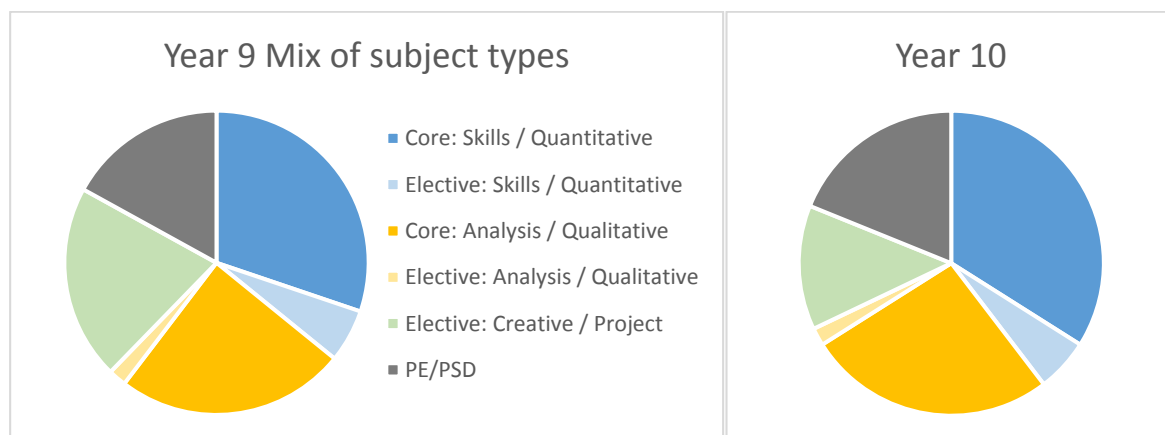 Year 9 Mix of subject types
Core: Skills / Quantitative
Elective: Skills / Quantitative
Core: Analysis / Qualitative
Elective: Analysis / Qualitative
Elective: Creative / Project
PE/PSD
Year 10